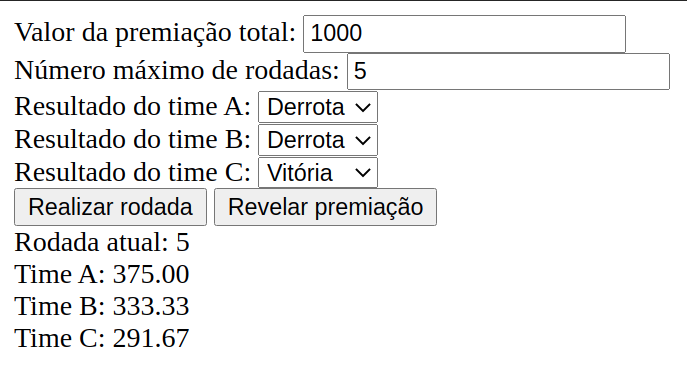 Valor da premiação total: 1000
Número máximo de rodadas: 5
Resultado do time A: Derrota
Resultado do time B: Derrota
Resultado do time C: Vitória
Realizar rodada Revelar premiação
Rodada atual: 5
Time A: 375.00
Time B: 333.33
Time C: 291.67